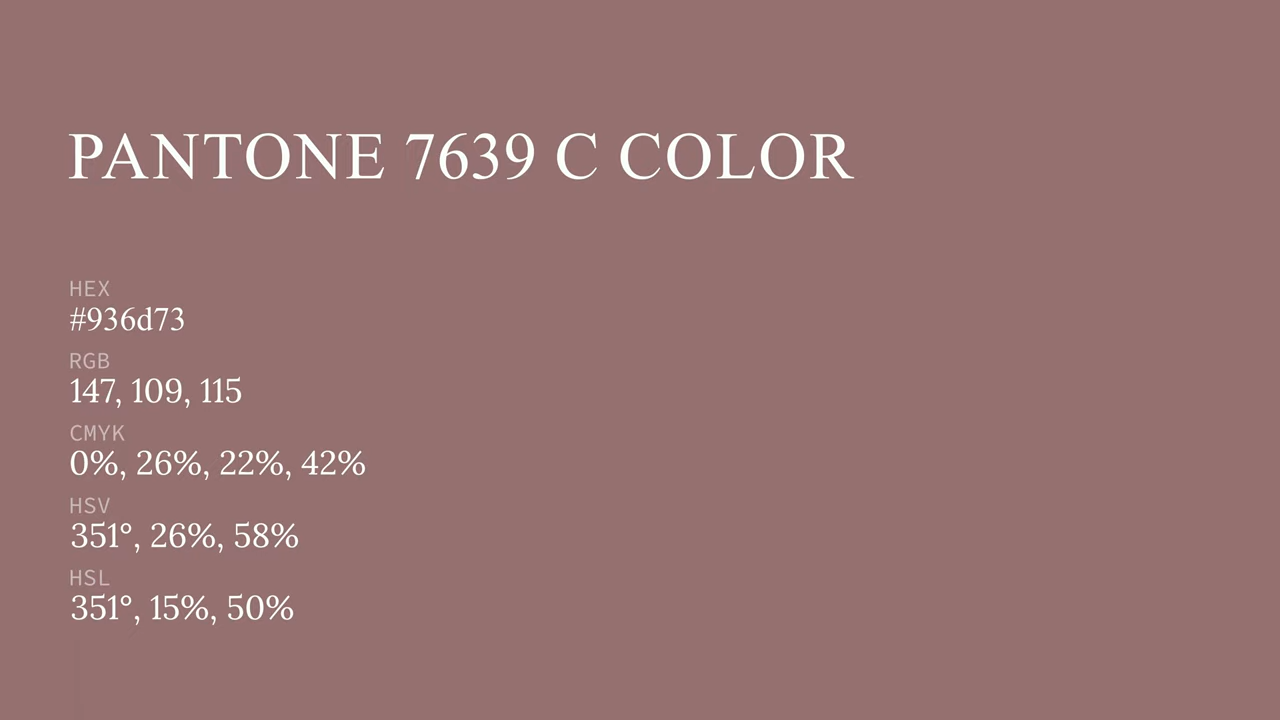 PANTONE 7639 C COLOR
HEX
#936d73
RGB
147, 109, 115
CMYK
0%, 26%, 22%, 42%
HSV
351°, 26%, 58%
HSL
351°, 15%, 50%